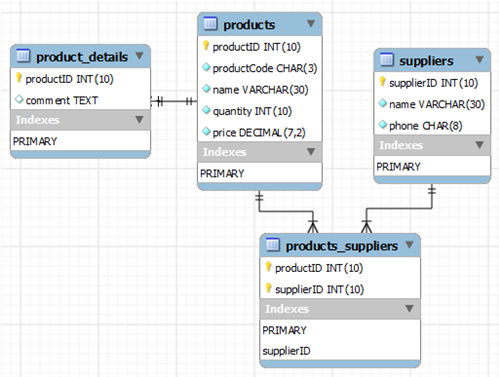 products
productID INT(10)
productCode CHAR(3)
name VARCHAR(30)
quantity INT(10)
price DECIMAL(7,2)
Indexes
PRIMARY
product_details
productID INT(10)
comment TEXT
Indexes
PRIMARY
suppliers
supplierID INT(10)
name VARCHAR(30)
phone CHAR(8)
Indexes
PRIMARY
products_suppliers
productID INT(10)
supplierID INT(10)
Indexes
PRIMARY
supplierID